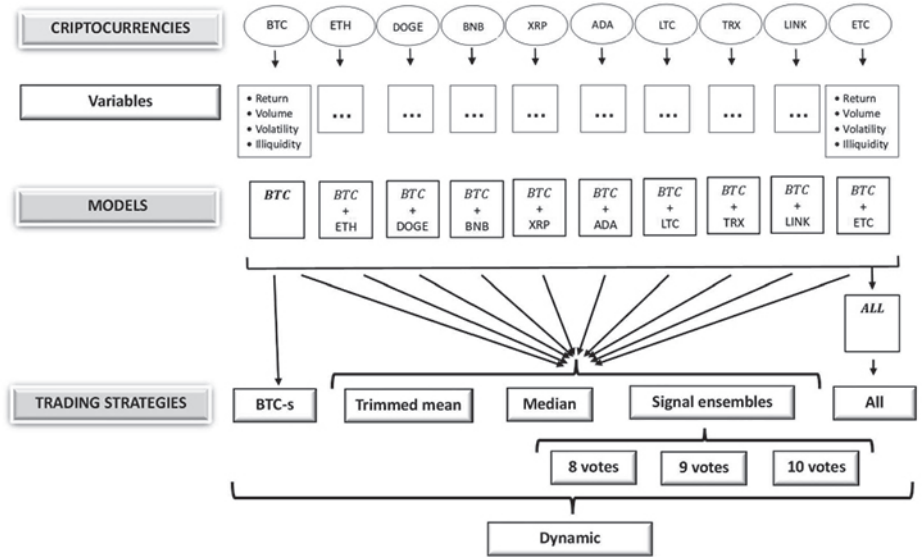 CRIPTOCURRENCIES
BTC ETH DOGE BNB XRP ADA LTC TRX LINK ETC
Variables
• Return
• Volume
• Volatility
• Illiquidity
... ... ... ... ... ... ... ...
• Return
• Volume
• Volatility
• Illiquidity
MODELS
BTC BTC BTC BTC BTC BTC BTC BTC BTC BTC
+ + + + + + + + +
ETH DOGE BNB XRP ADA LTC TRX LINK ETC
ALL
TRADING STRATEGIES
BTC-s Trimmed mean Median Signal ensembles All
8 votes 9 votes 10 votes
Dynamic